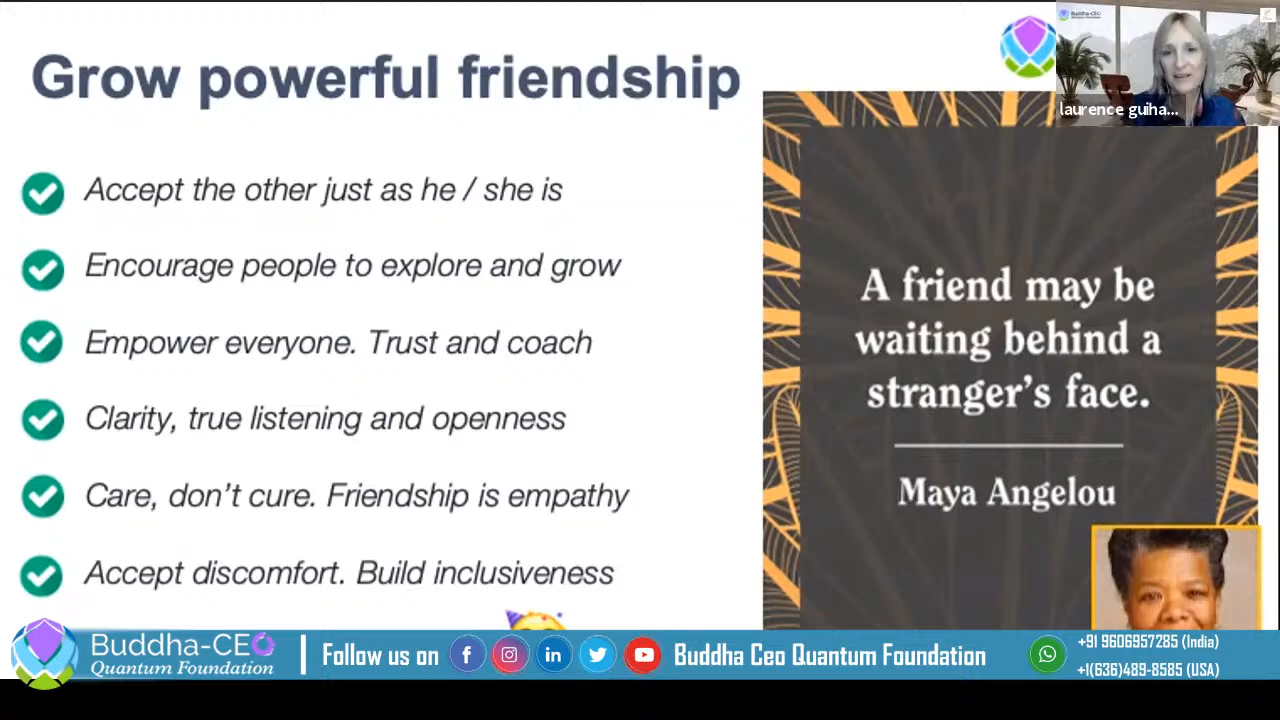 Grow powerful friendship
Buddha-CEO
laurence guiha...
Accept the other just as he / she is
Encourage people to explore and grow
Empower everyone. Trust and coach
Clarity, true listening and openness
Care, don't cure. Friendship is empathy
Accept discomfort. Build inclusiveness
A friend may be
waiting behind a
stranger's face.
Maya Angelou
Buddha-CEO
Quantum Foundation
Follow us on
Buddha Ceo Quantum Foundation
+91 9606957285 (India)
+1(636)489-8585 (USA)